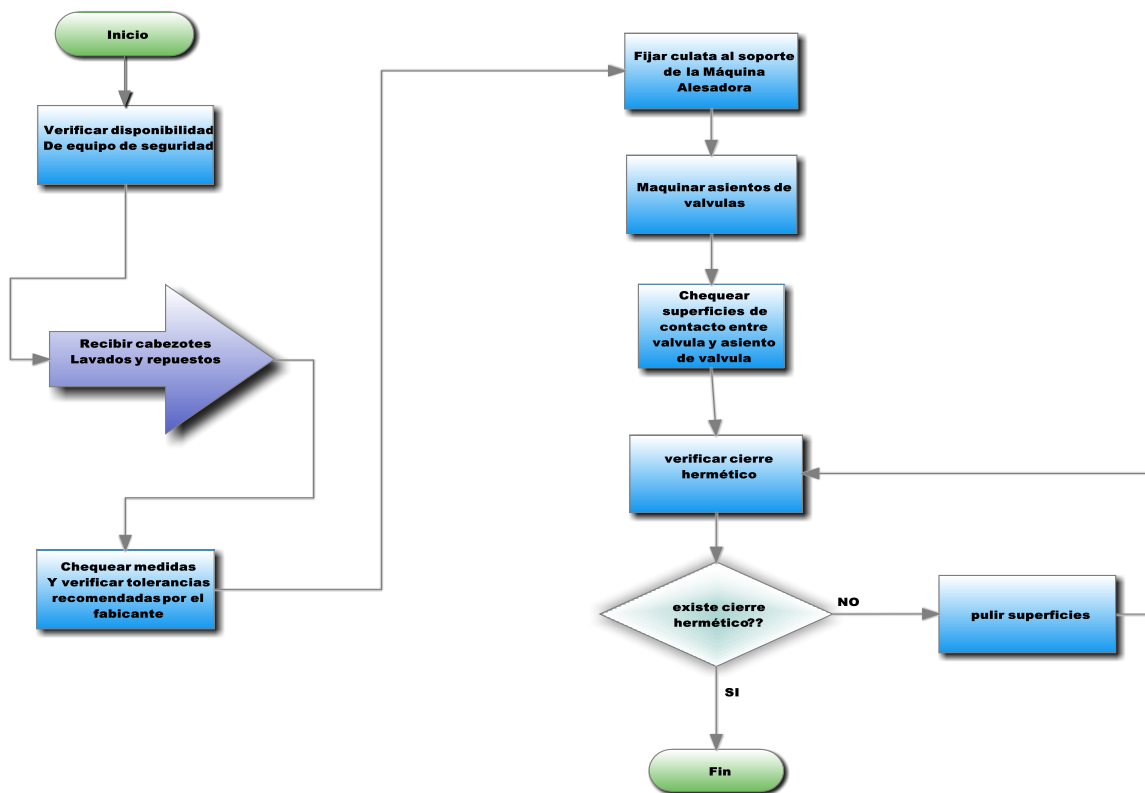 Inicio
Verificar disponibilidad
De equipo de seguridad
Recibir cabezotes
Lavados y repuestos
Chequear medidas
Y verificar tolerancias
recomendadas por el
fabicante
Fijar culata al soporte
de la Máquina
Alesadora
Maquinar asientos de
valvulas
Chequear
superficies de
contacto entre
valvula y asiento
de valvula
verificar cierre
hermético
existe cierre
hermético??
NO
pulir superficies
SI
Fin